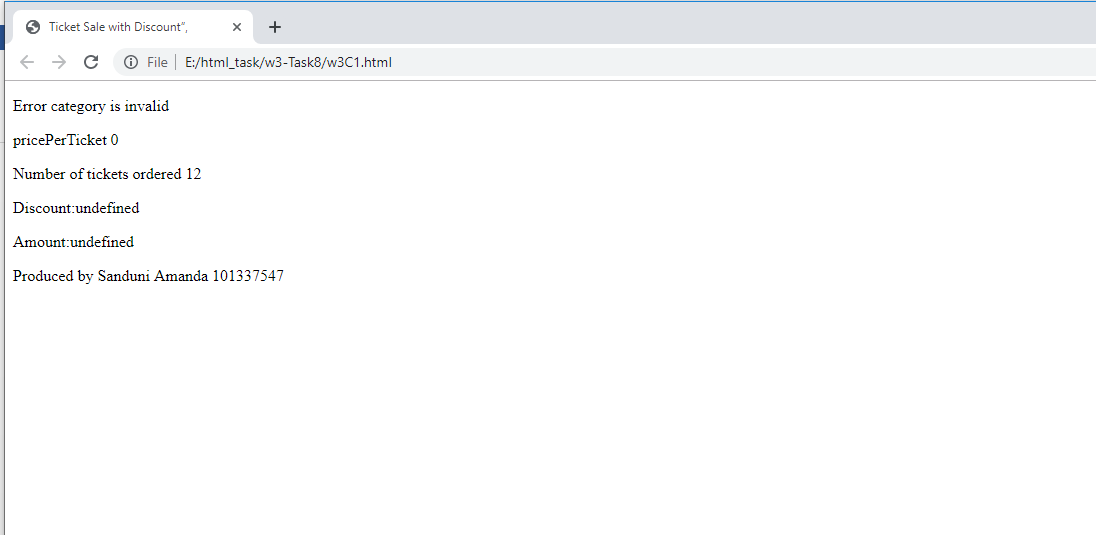 Ticket Sale with Discount”,
File E:/html_task/w3-Task8/w3C1.html
Error category is invalid
pricePerTicket 0
Number of tickets ordered 12
Discount:undefined
Amount:undefined
Produced by Sanduni Amanda 101337547